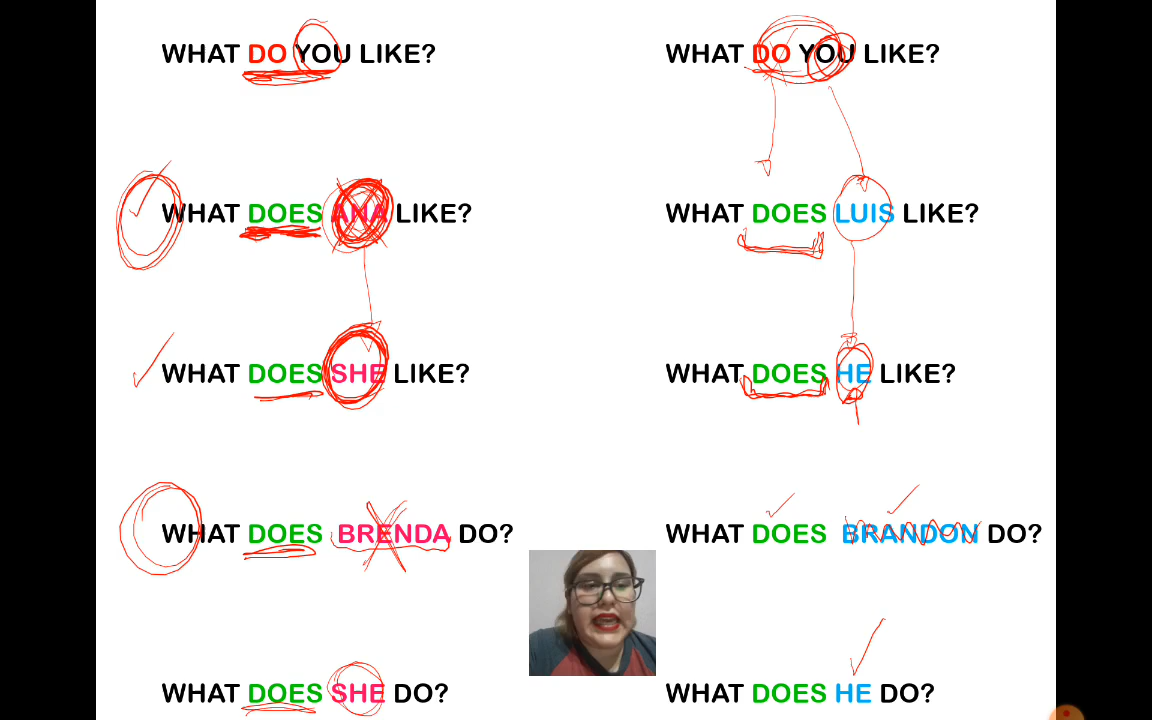 WHAT DO YOU LIKE?
WHAT DOES ANA LIKE?
WHAT DOES SHE LIKE?
WHAT DOES BRENDA DO?
WHAT DOES SHE DO?
WHAT DO YOU LIKE?
WHAT DOES LUIS LIKE?
WHAT DOES HE LIKE?
WHAT DOES BRANDON DO?
WHAT DOES HE DO?